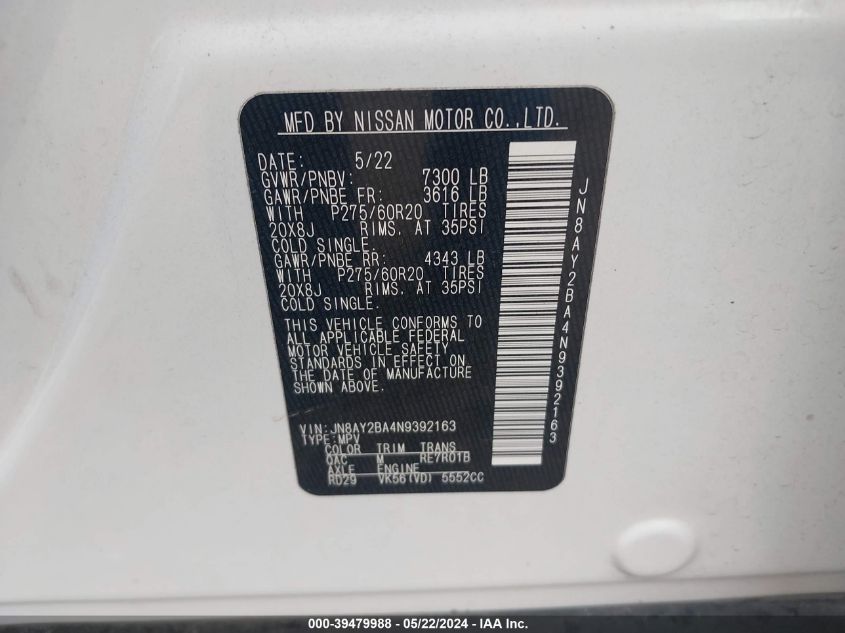 MFD BY NISSAN MOTOR CO.,LTD.
DATE: 5/22
GVWR/PNBV: 7300 LB
GAWR/PNBE FR: 3616 LB
WITH P275/60R20 TIRES
20X8J RIMS. AT 35PSI
COLD SINGLE.
GAWR/PNBE RR: 4343 LB
WITH P275/60R20 TIRES
20X8J RIMS. AT 35PSI
COLD SINGLE.
THIS VEHICLE CONFORMS TO
ALL APPLICABLE FEDERAL
MOTOR VEHICLE SAFETY
STANDARDS IN EFFECT ON
THE DATE OF MANUFACTURE
SHOWN ABOVE.
VIN:JN8AY2BA4N9392163
TYPE:MPV
COLOR TRIM TRANS
QAC M RE7R01B
AXLE ENGINE
RD29 VK56(VD) 5552CC
JN8AY2BA4N9392163
000-39479988 - 05/22/2024 - IAA Inc.